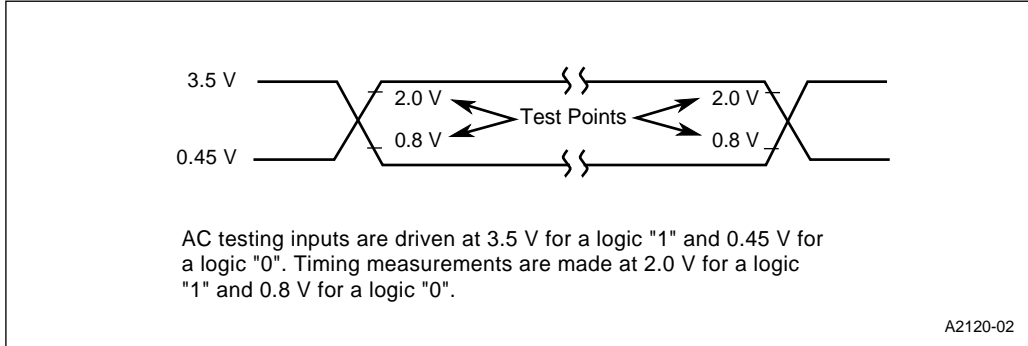 3.5 V
2.0 V
2.0 V
Test Points
0.8 V
0.8 V
0.45 V
AC testing inputs are driven at 3.5 V for a logic "1" and 0.45 V for
a logic "0". Timing measurements are made at 2.0 V for a logic
"1" and 0.8 V for a logic "0".
A2120-02